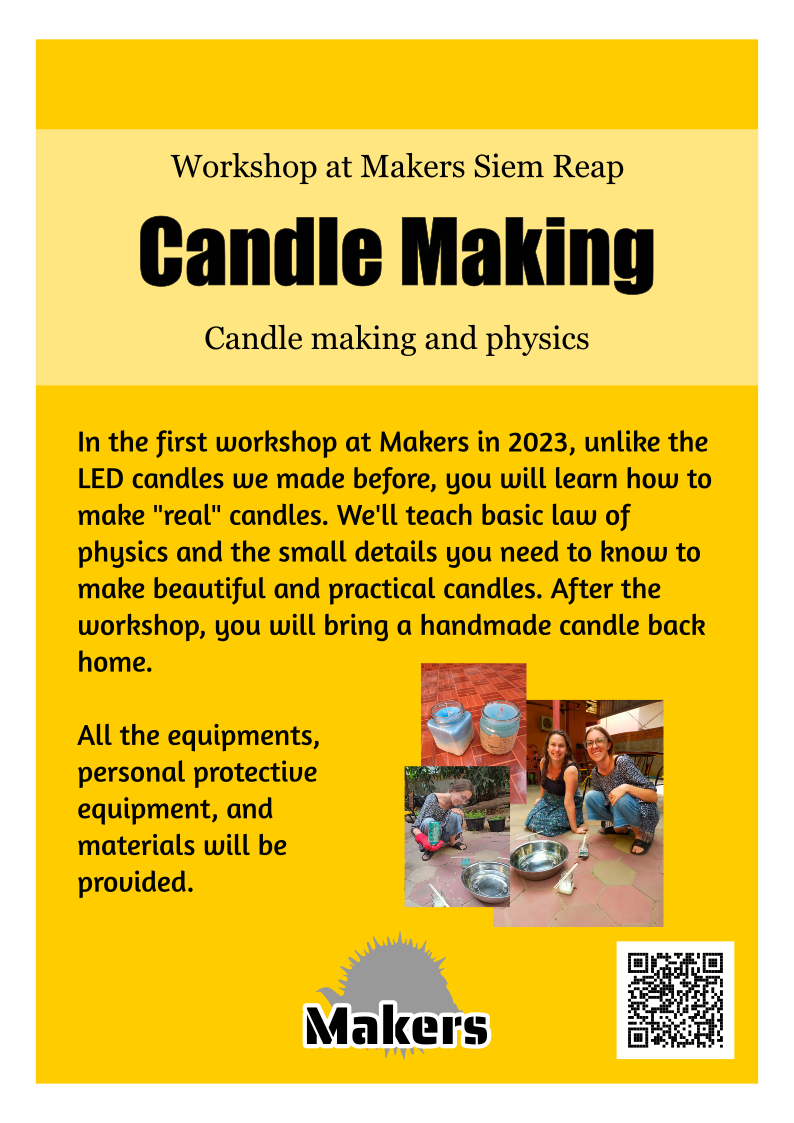 Workshop at Makers Siem Reap
Candle Making
Candle making and physics
In the first workshop at Makers in 2023, unlike the
LED candles we made before, you will learn how to
make "real" candles. We'll teach basic law of
physics and the small details you need to know to
make beautiful and practical candles. After the
workshop, you will bring a handmade candle back
home.
All the equipments,
personal protective
equipment, and
materials will be
provided.
Makers